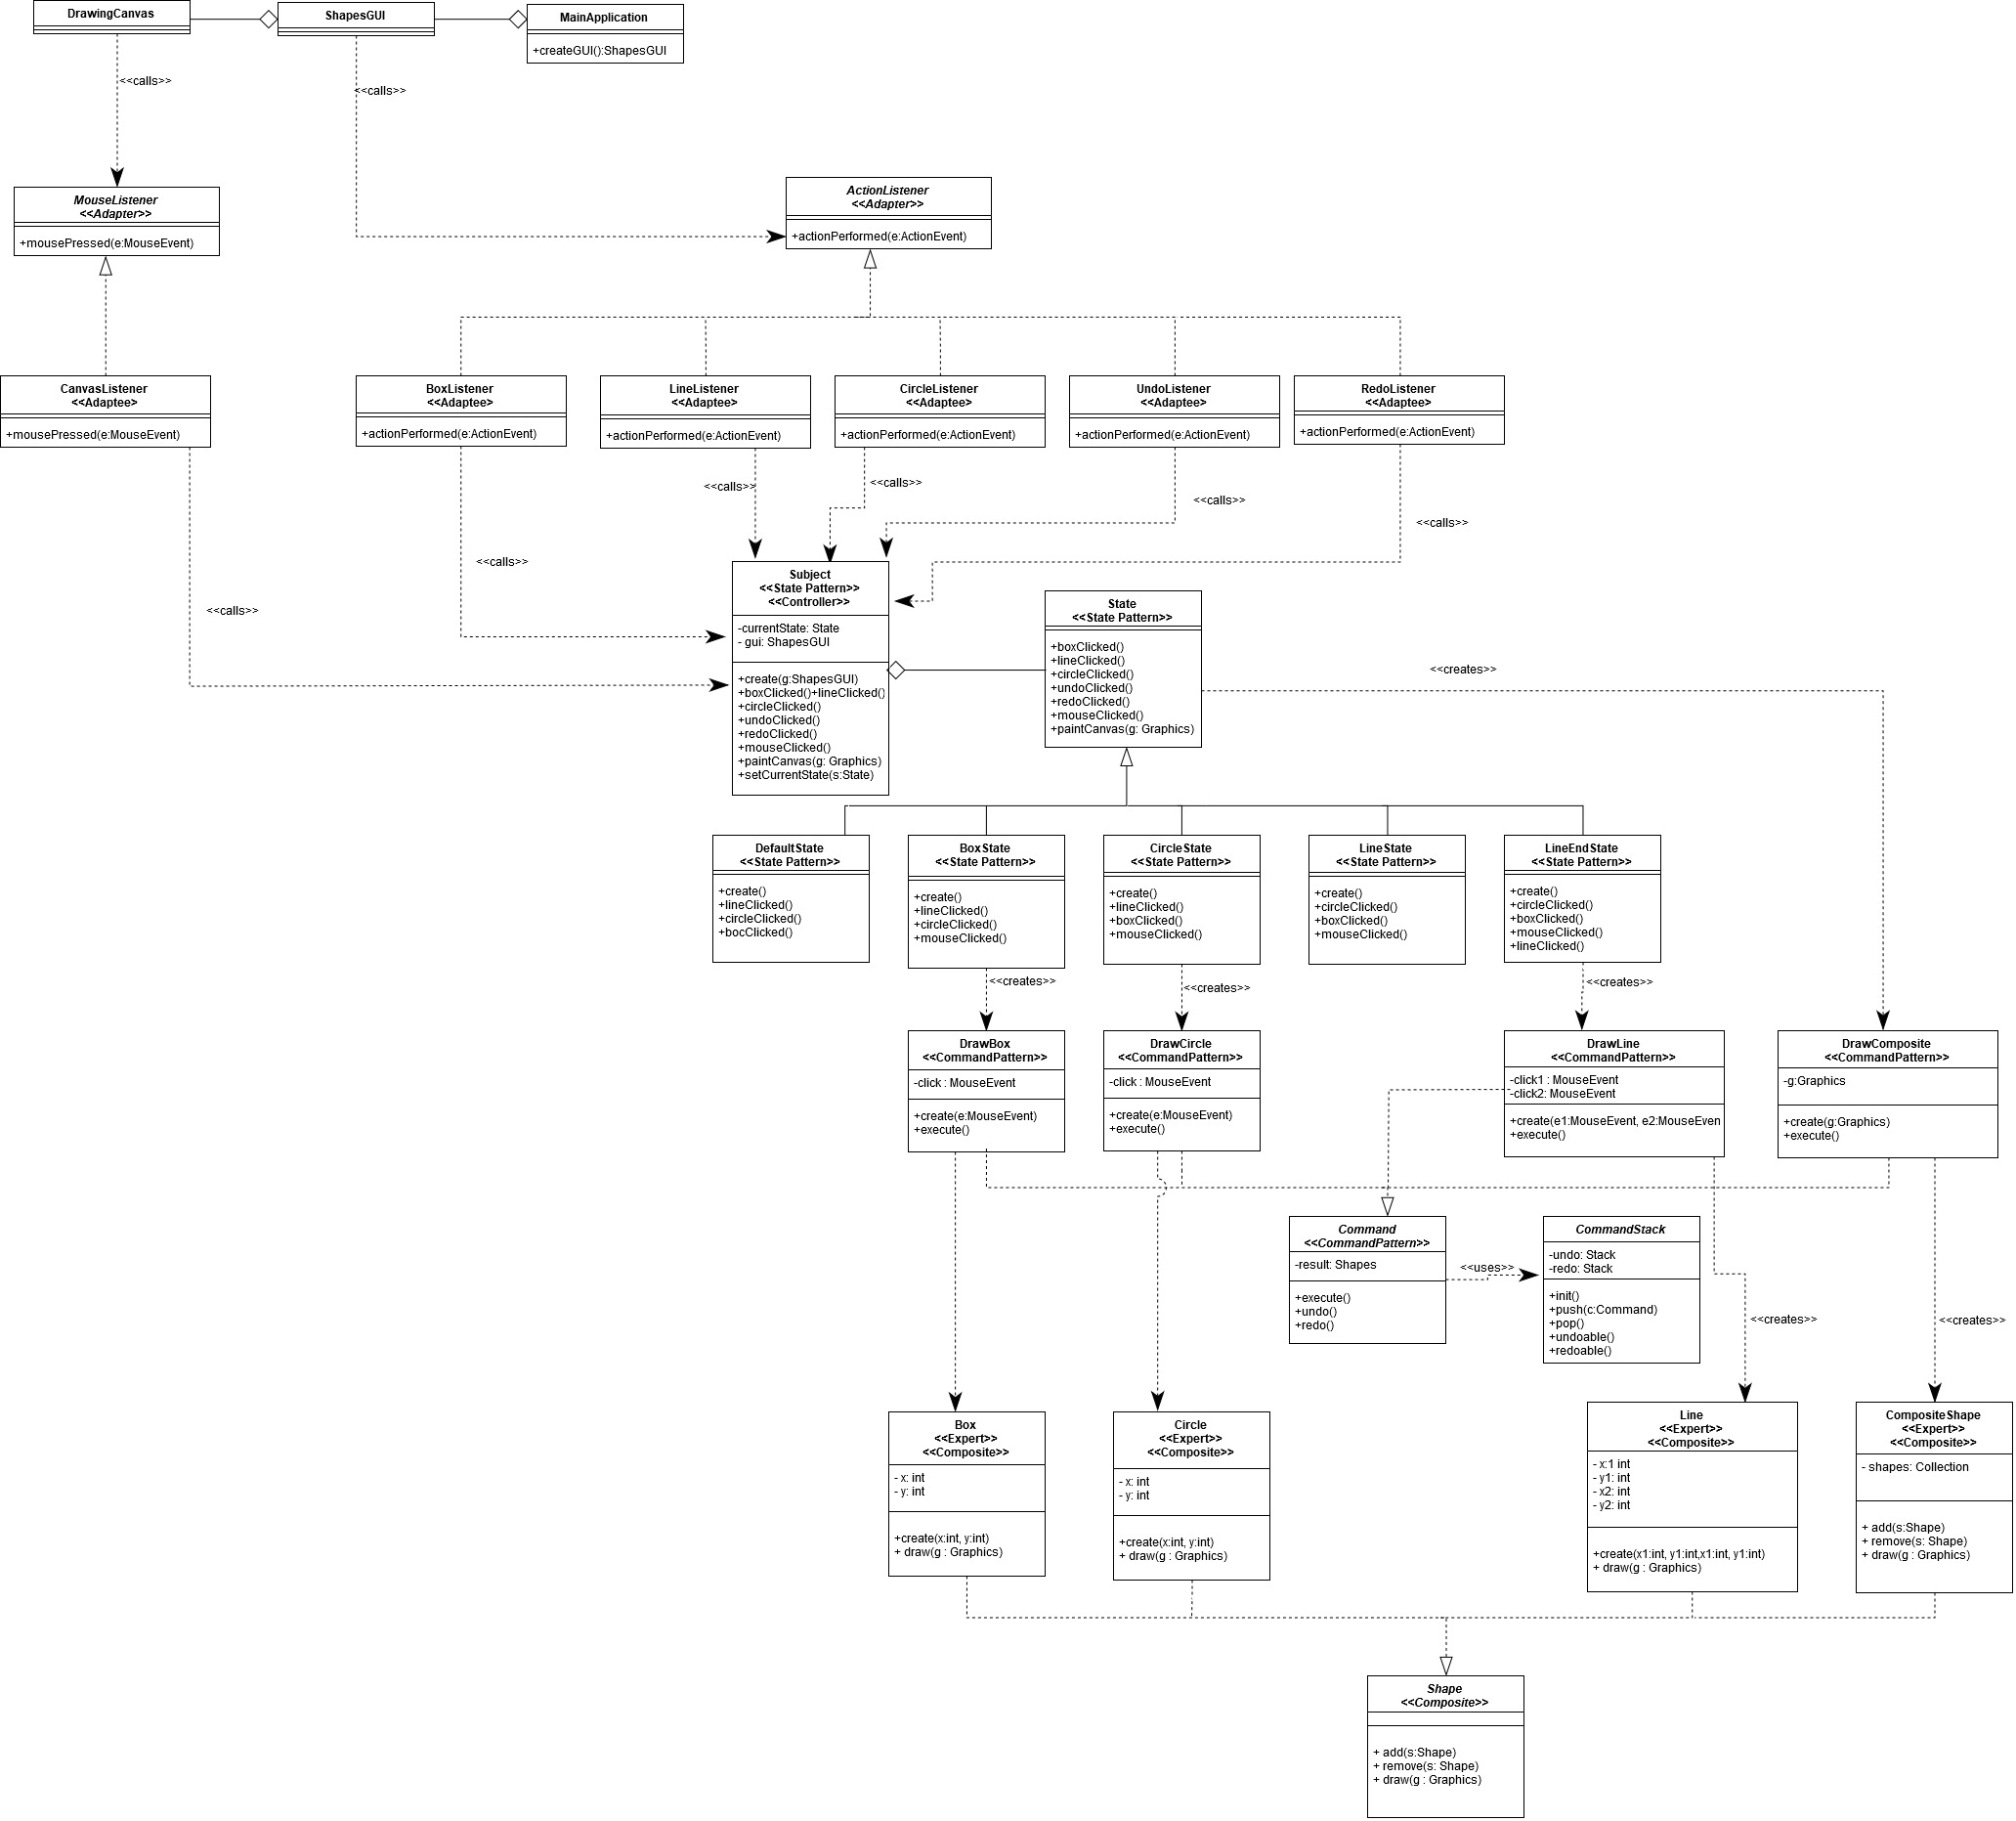 DrawingCanvas
ShapesGUI
MainApplication
+createGUI():ShapesGUI
<<calls>>
<<calls>>
MouseListener
<<Adapter>>
+mousePressed(e:MouseEvent)
ActionListener
<<Adapter>>
+actionPerformed(e:ActionEvent)
CanvasListener
<<Adaptee>>
+mousePressed(e:MouseEvent)
BoxListener
<<Adaptee>>
+actionPerformed(e:ActionEvent)
LineListener
<<Adaptee>>
+actionPerformed(e:ActionEvent)
CircleListener
<<Adaptee>>
+actionPerformed(e:ActionEvent)
UndoListener
<<Adaptee>>
+actionPerformed(e:ActionEvent)
RedoListener
<<Adaptee>>
+actionPerformed(e:ActionEvent)
<<calls>>
<<calls>>
<<calls>>
<<calls>>
<<calls>>
<<calls>>
Subject
<<State Pattern>>
<<Controller>>
-currentState: State
- gui: ShapesGUI
+create(g:ShapesGUI)
+boxClicked()+lineClicked()
+circleClicked()
+undoClicked()
+redoClicked()
+mouseClicked()
+paintCanvas(g: Graphics)
+setCurrentState(s:State)
State
<<State Pattern>>
+boxClicked()
+lineClicked()
+circleClicked()
+undoClicked()
+redoClicked()
+mouseClicked()
+paintCanvas(g: Graphics)
<<creates>>
DefaultState
<<State Pattern>>
+create()
+lineClicked()
+circleClicked()
+bocClicked()
BoxState
<<State Pattern>>
+create()
+lineClicked()
+circleClicked()
+mouseClicked()
CircleState
<<State Pattern>>
+create()
+lineClicked()
+boxClicked()
+mouseClicked()
LineState
<<State Pattern>>
+create()
+circleClicked()
+boxClicked()
+mouseClicked()
LineEndState
<<State Pattern>>
+create()
+circleClicked()
+boxClicked()
+mouseClicked()
+lineClicked()
<<creates>>
<<creates>>
<<creates>>
DrawBox
<<CommandPattern>>
-click : MouseEvent
+create(e:MouseEvent)
+execute()
DrawCircle
<<CommandPattern>>
-click : MouseEvent
+create(e:MouseEvent)
+execute()
DrawLine
<<CommandPattern>>
-click1 : MouseEvent
-click2: MouseEvent
+create(e1:MouseEvent, e2:MouseEven
+execute()
DrawComposite
<<CommandPattern>>
-g:Graphics
+create(g:Graphics)
+execute()
Command
<<CommandPattern>>
-result: Shapes
+execute()
+undo()
+redo()
<<uses>>
CommandStack
-undo: Stack
-redo: Stack
+init()
+push(c:Command)
+pop()
+undoable()
+redoable()
<<creates>>
<<creates>>
Box
<<Expert>>
<<Composite>>
- x: int
- y: int
+create(x:int, y:int)
+ draw(g : Graphics)
Circle
<<Expert>>
<<Composite>>
- x: int
- y: int
+create(x:int, y:int)
+ draw(g : Graphics)
Line
<<Expert>>
<<Composite>>
- x:1 int
- y1: int
- x2: int
- y2: int
+create(x1:int, y1:int,x1:int, y1:int)
+ draw(g : Graphics)
CompositeShape
<<Expert>>
<<Composite>>
- shapes: Collection
+ add(s:Shape)
+ remove(s: Shape)
+ draw(g : Graphics)
Shape
<<Composite>>
+ add(s:Shape)
+ remove(s: Shape)
+ draw(g : Graphics)